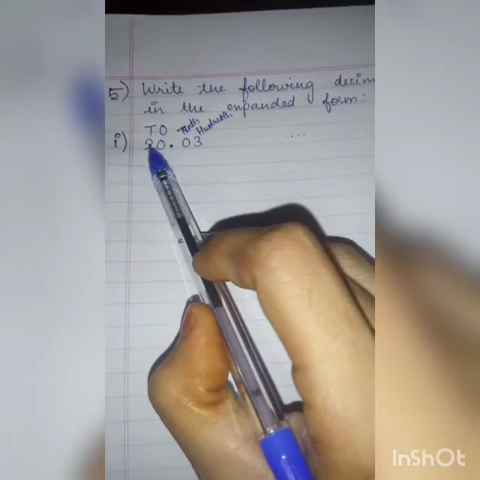 5) Write the following decim
in the expanded form:
T O Tenth Hundredth
i) 20.03
....
InShOt